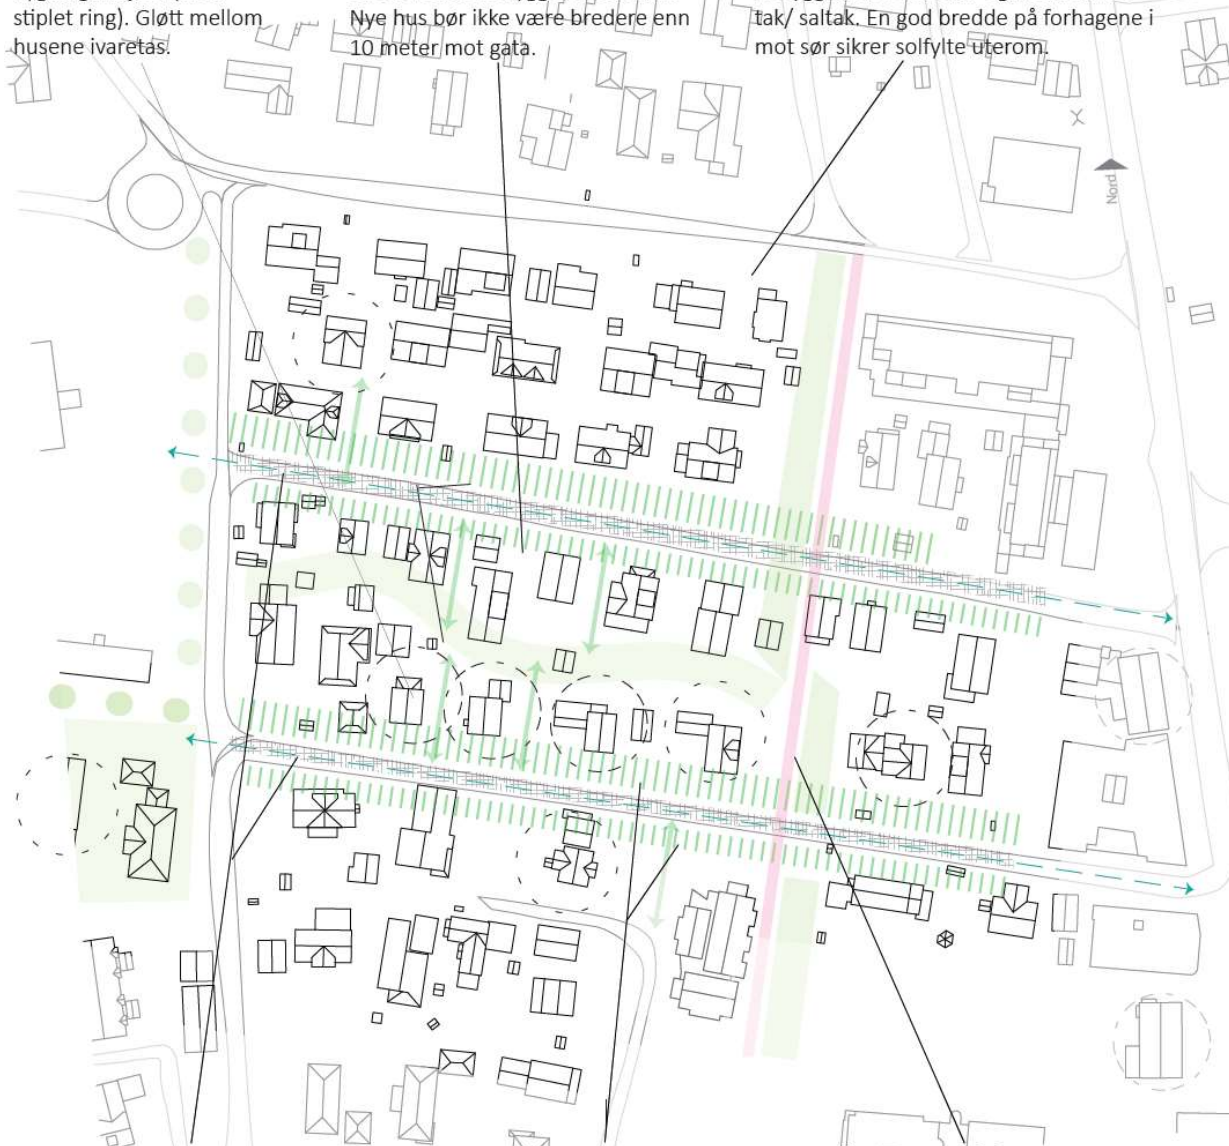 stiplet ring). Gløtt mellom
husene ivaretas.
Nye hus bør ikke være bredere enn
10 meter mot gata.
tak/ saltak. En god bredde på forhagene i
mot sør sikrer solfylte uterom.
Nord